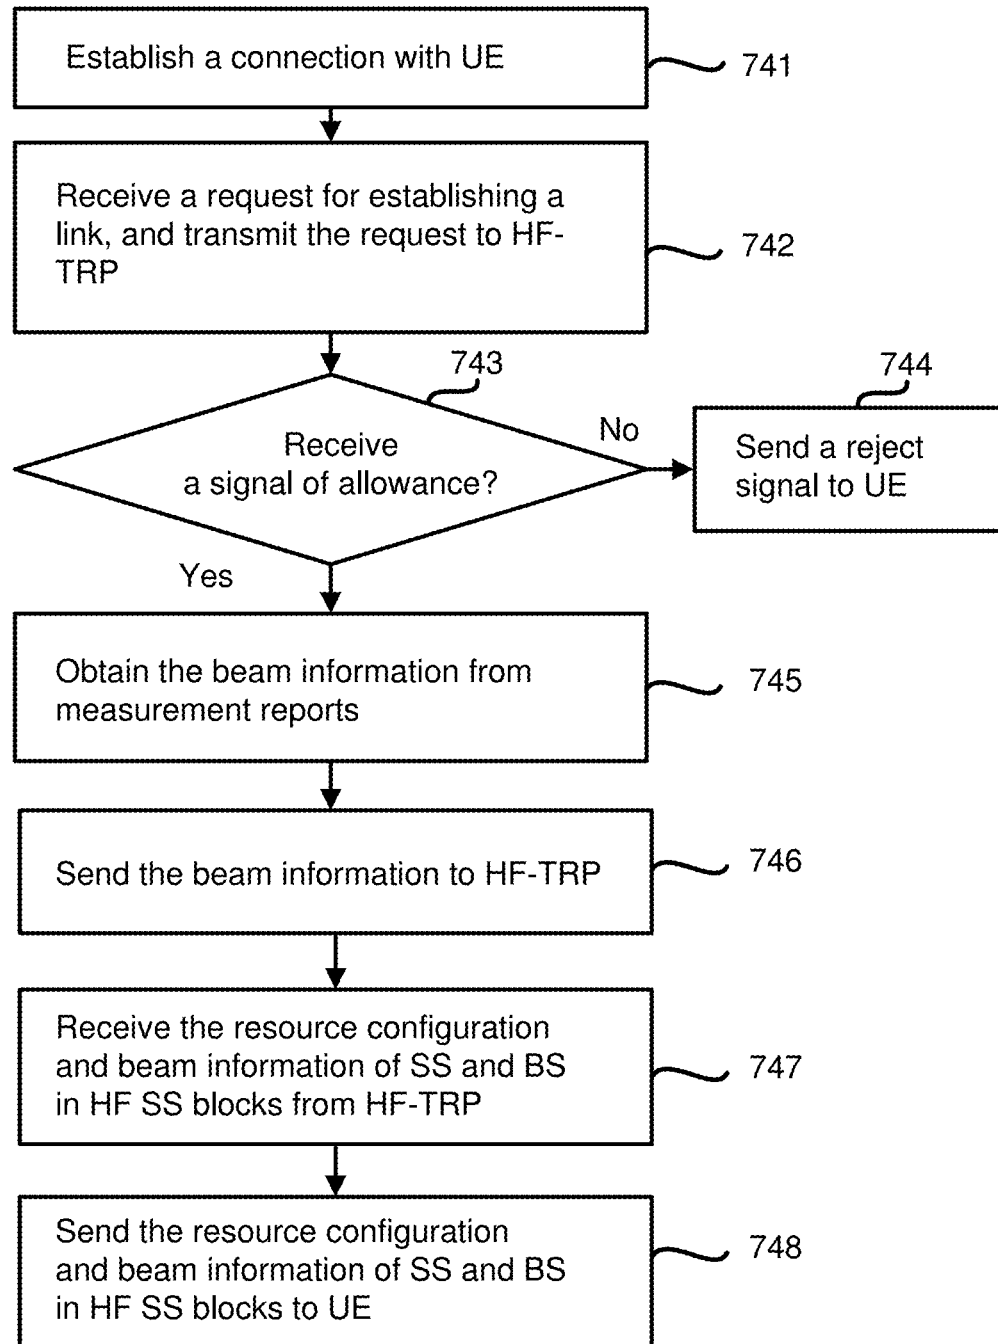 Establish a connection with UE
741
Receive a request for establishing a
link, and transmit the request to HF-
TRP
742
743
Receive
a signal of allowance?
No
744
Send a reject
signal to UE
Yes
Obtain the beam information from
measurement reports
745
Send the beam information to HF-TRP
746
Receive the resource configuration
and beam information of SS and BS
in HF SS blocks from HF-TRP
747
Send the resource configuration
and beam information of SS and BS
in HF SS blocks to UE
748